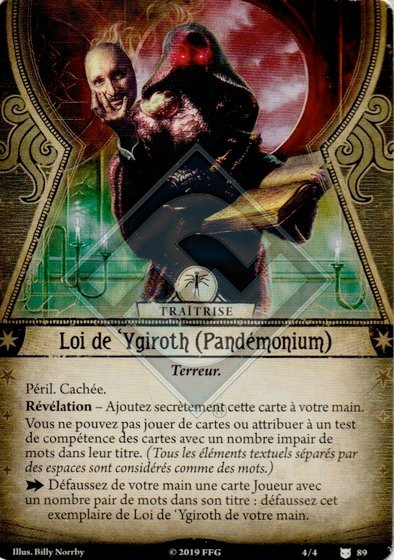 TRAÎTRISE
Loi de ‘Ygiroth (Pandémonium)
Terreur.
Péril. Cachée.
Révélation – Ajoutez secrètement cette carte à votre main.
Vous ne pouvez pas jouer de cartes ou attribuer à un test
de compétence des cartes avec un nombre impair de
mots dans leur titre. (Tous les éléments textuels séparés par
des espaces sont considérés comme des mots.)
Défaussez de votre main une carte Joueur avec
un nombre pair de mots dans son titre : défaussez cet
exemplaire de Loi de ‘Ygiroth de votre main.
Illus. Billy Norrby © 2019 FFG 4/4 89